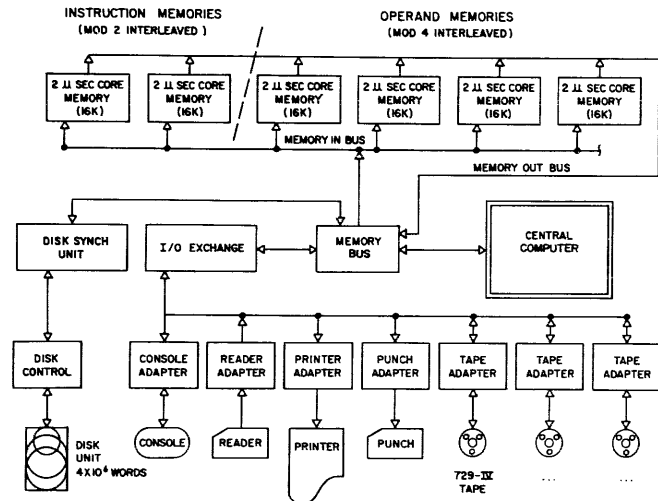 INSTRUCTION MEMORIES
(MOD 2 INTERLEAVED)
OPERAND MEMORIES
(MOD 4 INTERLEAVED)
2 µ SEC CORE
MEMORY
(16K)
2 µ SEC CORE
MEMORY
(16K)
2 µ SEC CORE
MEMORY
(16K)
2 µ SEC CORE
MEMORY
(16K)
2 µ SEC CORE
MEMORY
(16K)
2 µ SEC CORE
MEMORY
(16K)
MEMORY IN BUS
MEMORY OUT BUS
DISK SYNCH
UNIT
I/O EXCHANGE
MEMORY
BUS
CENTRAL
COMPUTER
DISK
CONTROL
CONSOLE
ADAPTER
READER
ADAPTER
PRINTER
ADAPTER
PUNCH
ADAPTER
TAPE
ADAPTER
TAPE
ADAPTER
TAPE
ADAPTER
DISK
UNIT
4X10⁶ WORDS
CONSOLE
READER
PRINTER
PUNCH
729-IV
TAPE
...
...